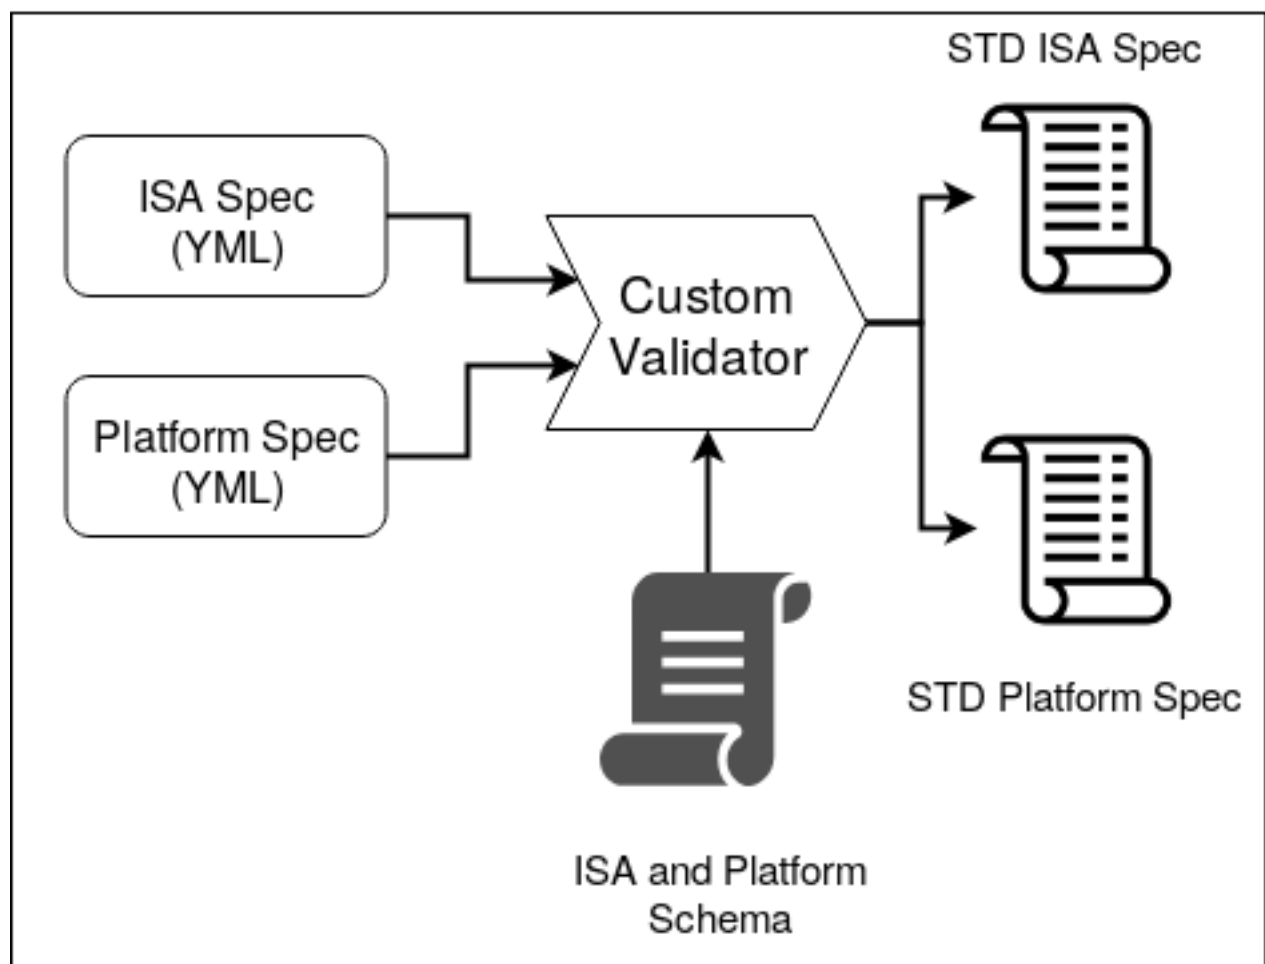 STD ISA Spec
ISA Spec
(YML)
Custom
Validator
Platform Spec
(YML)
STD Platform Spec
ISA and Platform
Schema